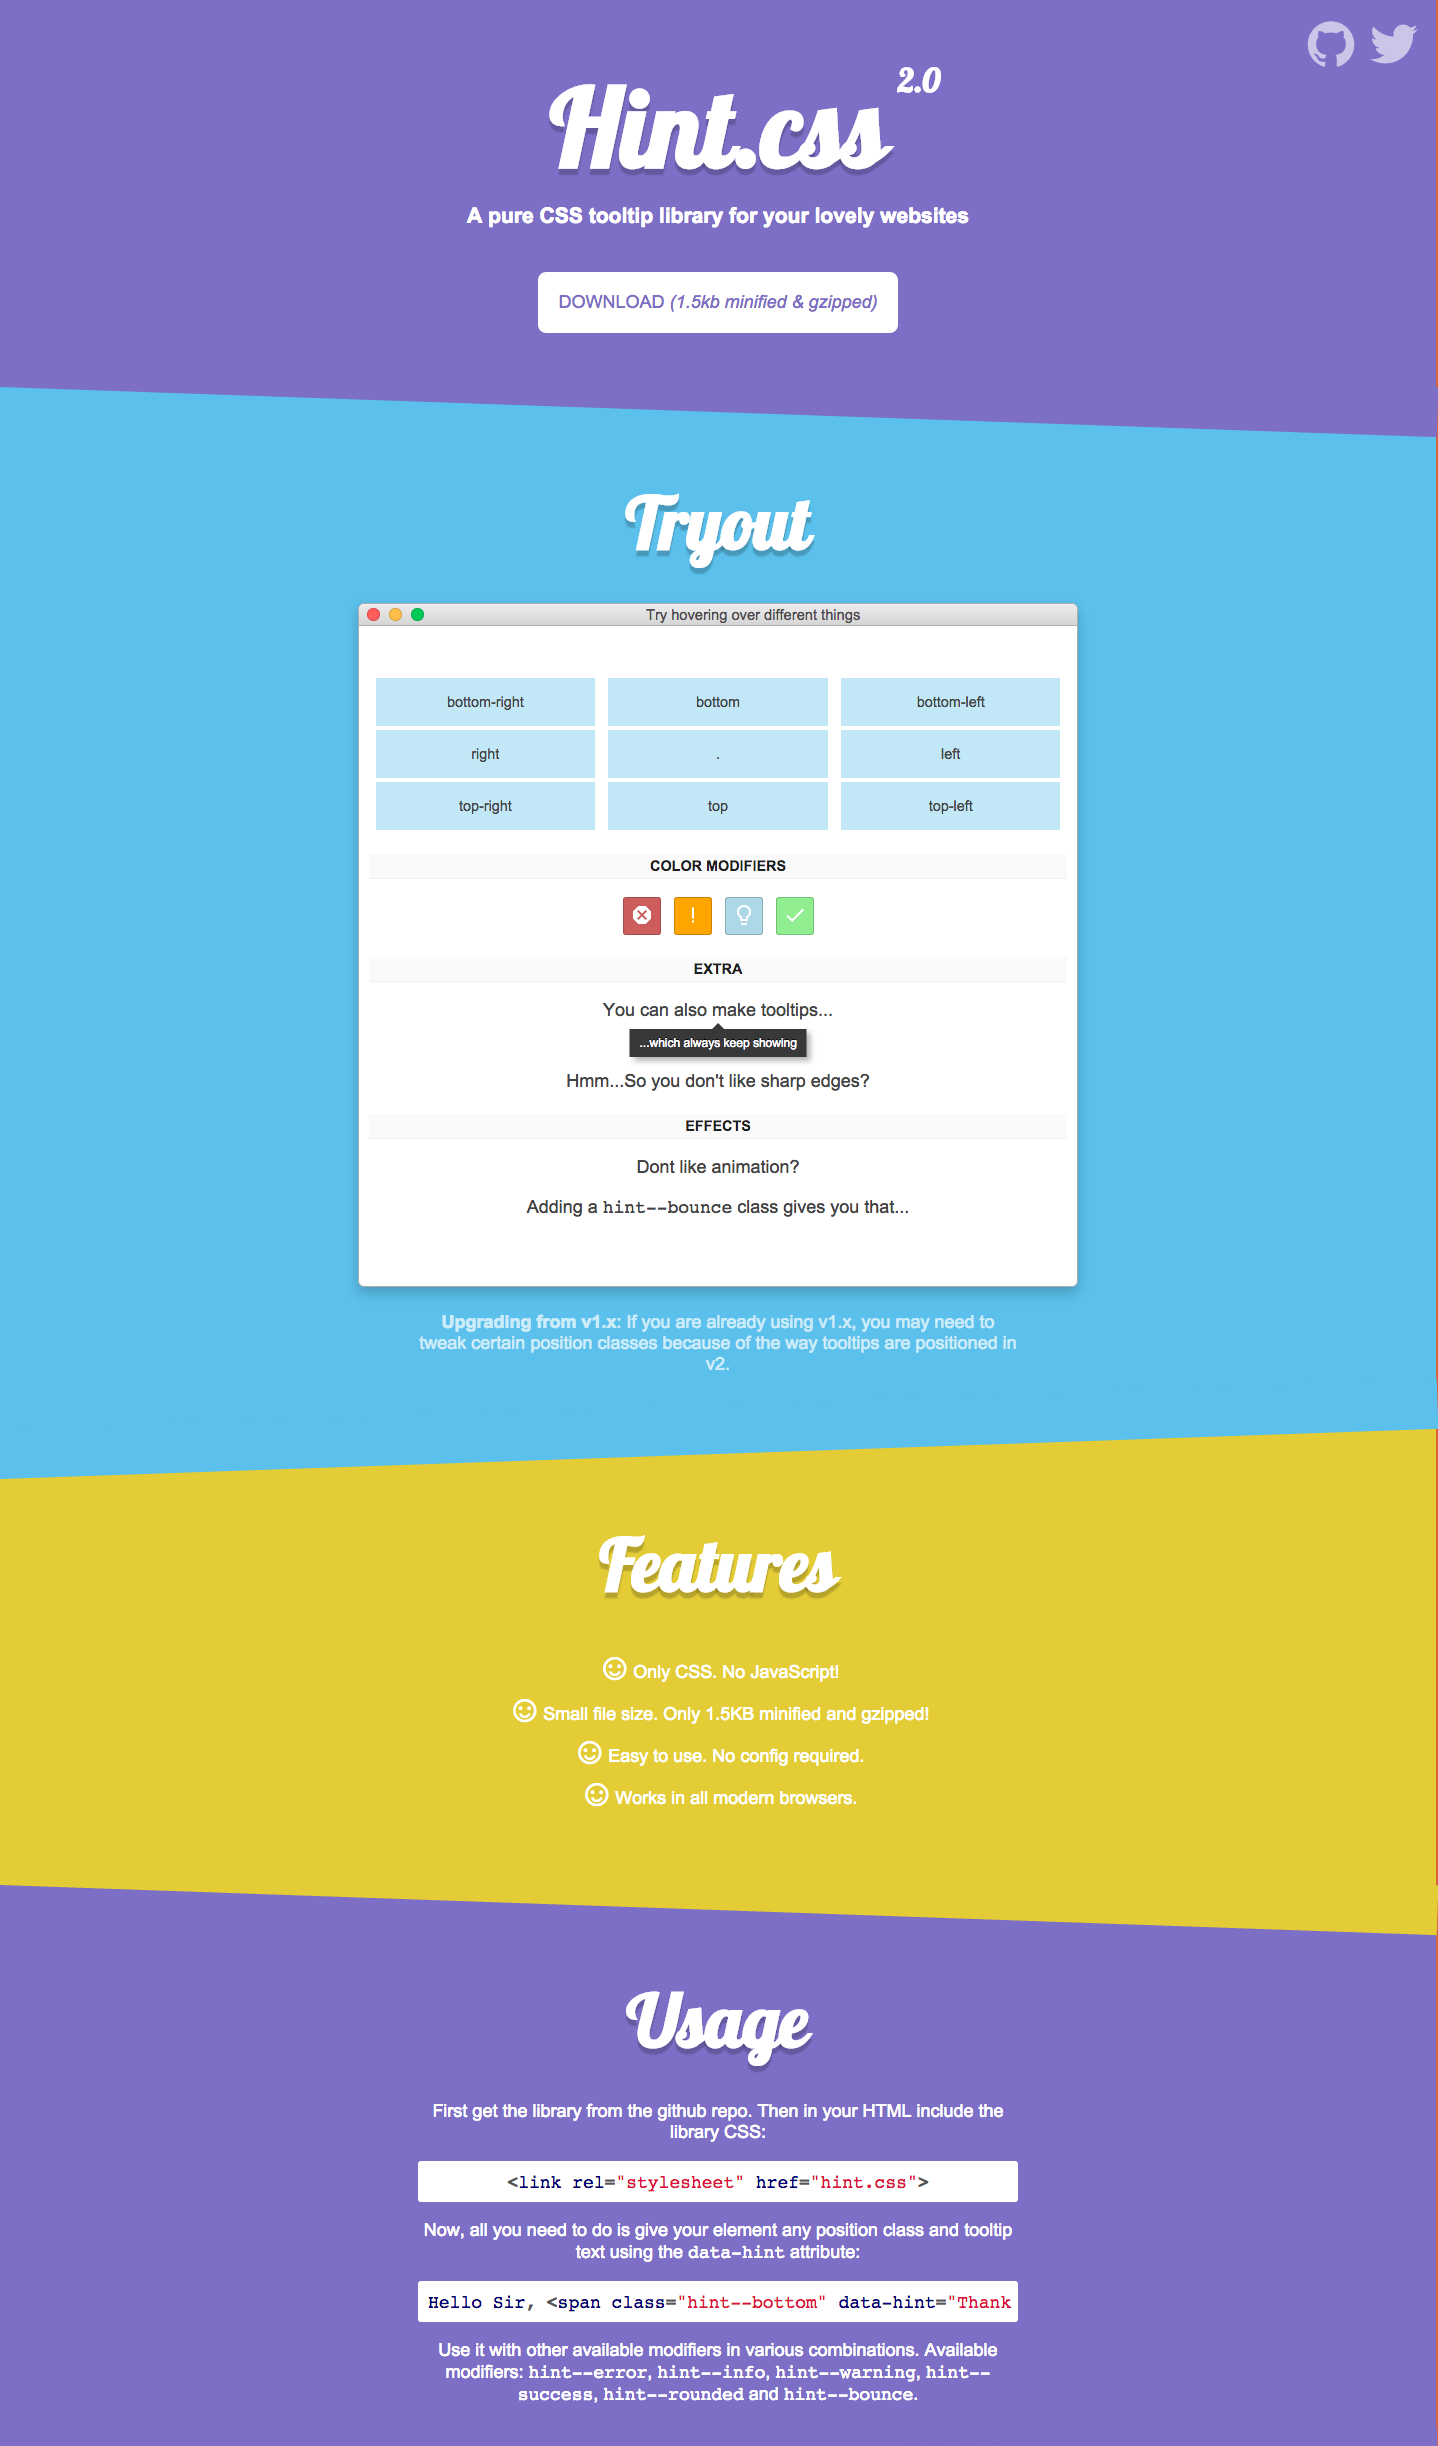 2.0
Hint.css
A pure CSS tooltip library for your lovely websites
DOWNLOAD (1.5kb minified & gzipped)
Tryout
Try hovering over different things
bottom-right bottom bottom-left
right . left
top-right top top-left
COLOR MODIFIERS
!
EXTRA
You can also make tooltips...
...which always keep showing
Hmm...So you don't like sharp edges?
EFFECTS
Dont like animation?
Adding a hint--bounce class gives you that...
Upgrading from v1.x: If you are already using v1.x, you may need to
tweak certain position classes because of the way tooltips are positioned in
v2.
Features
Only CSS. No JavaScript!
Small file size. Only 1.5KB minified and gzipped!
Easy to use. No config required.
Works in all modern browsers.
Usage
First get the library from the github repo. Then in your HTML include the
library CSS:
<link rel="stylesheet" href="hint.css">
Now, all you need to do is give your element any position class and tooltip
text using the data-hint attribute:
Hello Sir, <span class="hint--bottom" data-hint="Thank
Use it with other available modifiers in various combinations. Available
modifiers: hint--error, hint--info, hint--warning, hint--
success, hint--rounded and hint--bounce.